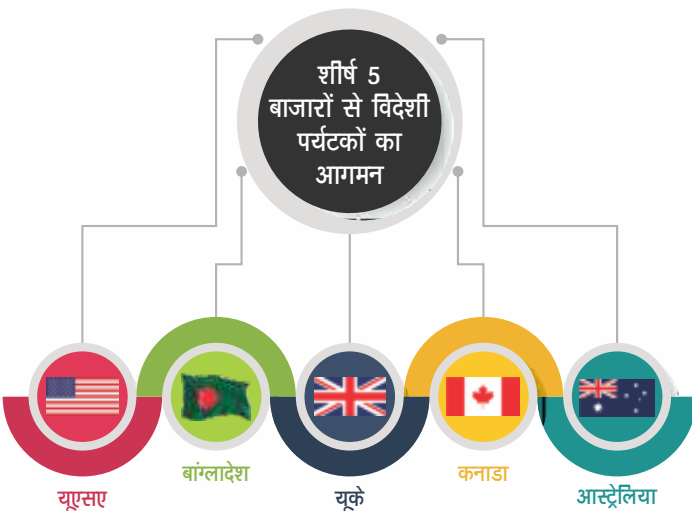 शीर्ष 5
बाजारों से विदेशी
पर्यटकों का
आगमन
यूएसए
बांग्लादेश
यूके
कनाडा
आस्ट्रेलिया